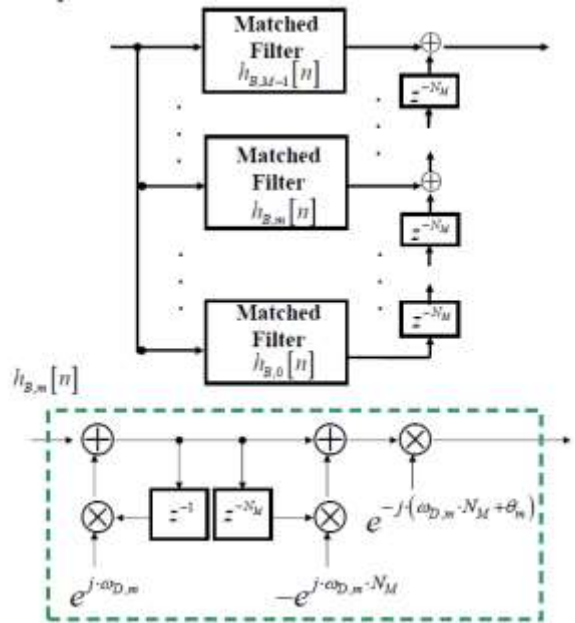 Matched
Filter
h_{B,M-1}[n]
z^{-N_M}
Matched
Filter
h_{B,m}[n]
z^{-N_M}
z^{-N_M}
Matched
Filter
h_{B,0}[n]
h_{B,m}[n]
z^{-1}
z^{-N_M}
e^{-j·(ω_{D,m}·N_M+θ_m)}
e^{j·ω_{D,m}}
-e^{j·ω_{D,m}·N_M}